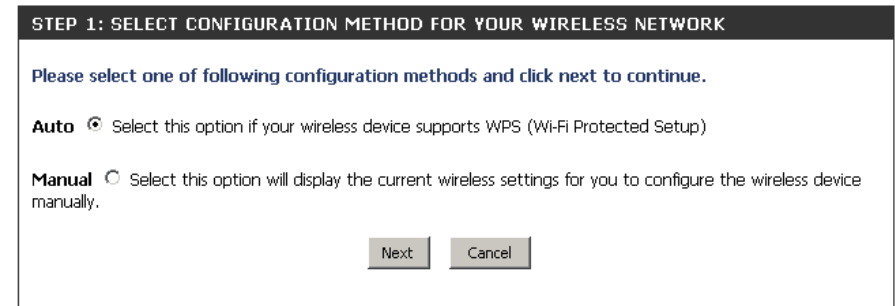 STEP 1: SELECT CONFIGURATION METHOD FOR YOUR WIRELESS NETWORK
Please select one of following configuration methods and click next to continue.
Auto Select this option if your wireless device supports WPS (Wi-Fi Protected Setup)
Manual Select this option will display the current wireless settings for you to configure the wireless device
manually.
Next Cancel